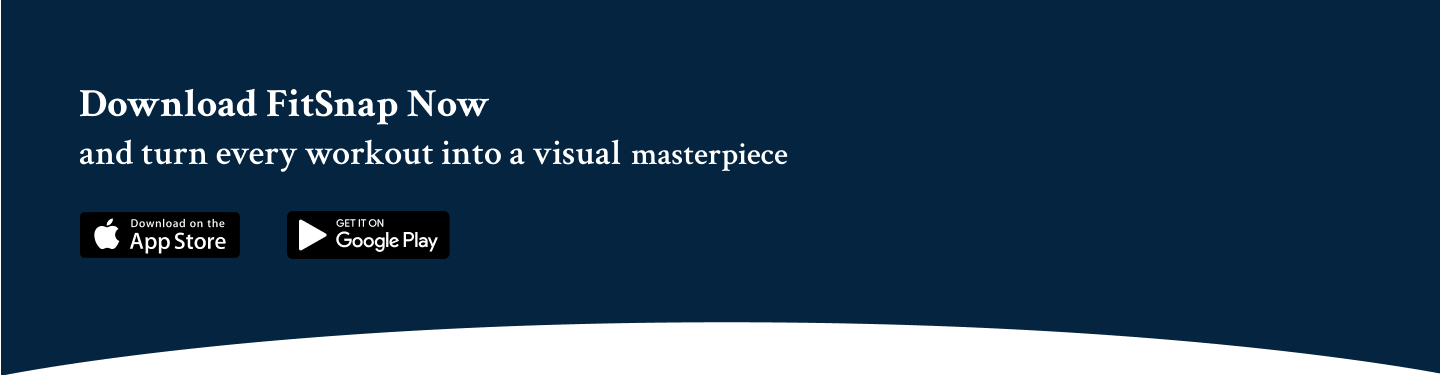 Download FitSnap Now
and turn every workout into a visual masterpiece
Download on the
App Store
GET IT ON
Google Play